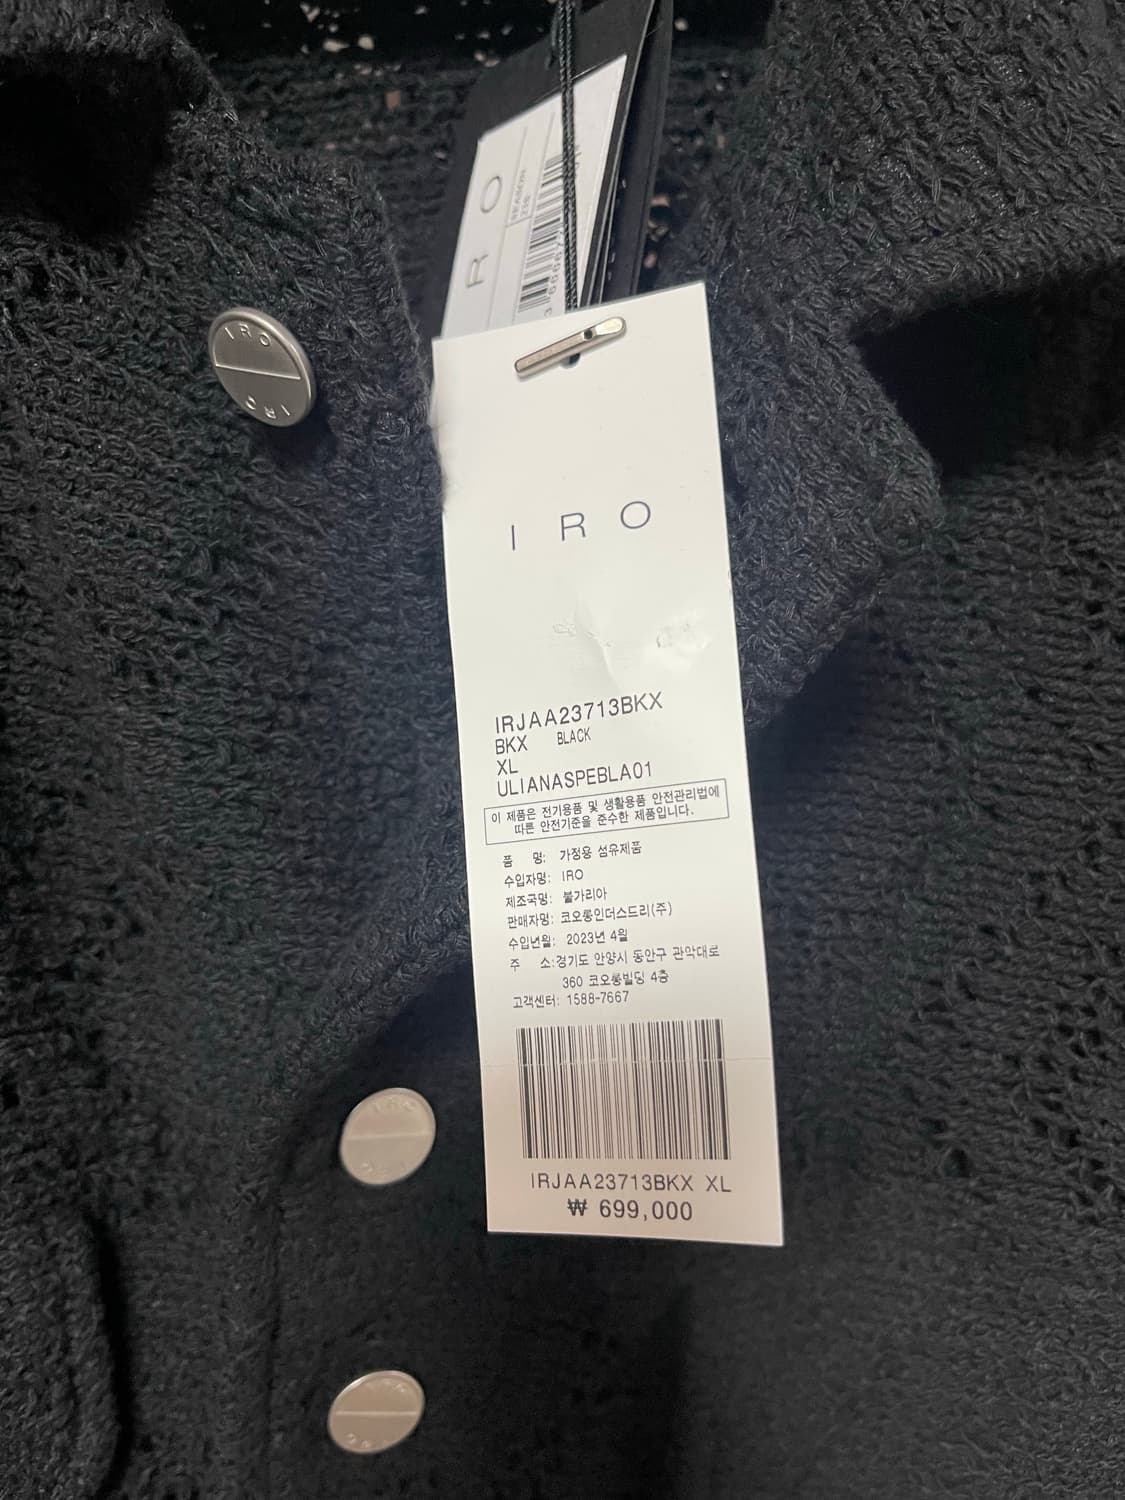 IRO
IRO
I R O
SEASON
I R O
IRJAA23713BKX
BKX BLACK
XL
ULIANASPEBLA01
이 제품은 전기용품 및 생활용품 안전관리법에
따른 안전기준을 준수한 제품입니다.
품 명: 가정용 섬유제품
수입자명: IRO
제조국명: 불가리아
판매자명: 코오롱인더스드리(주)
수입년월: 2023년 4월
주 소:경기도 안양시 동안구 관악대로
360 코오롱빌딩 4층
고객센터: 1588-7667
IRJAA23713BKX XL
₩ 699,000
IRO
IRO
IRO
IRO